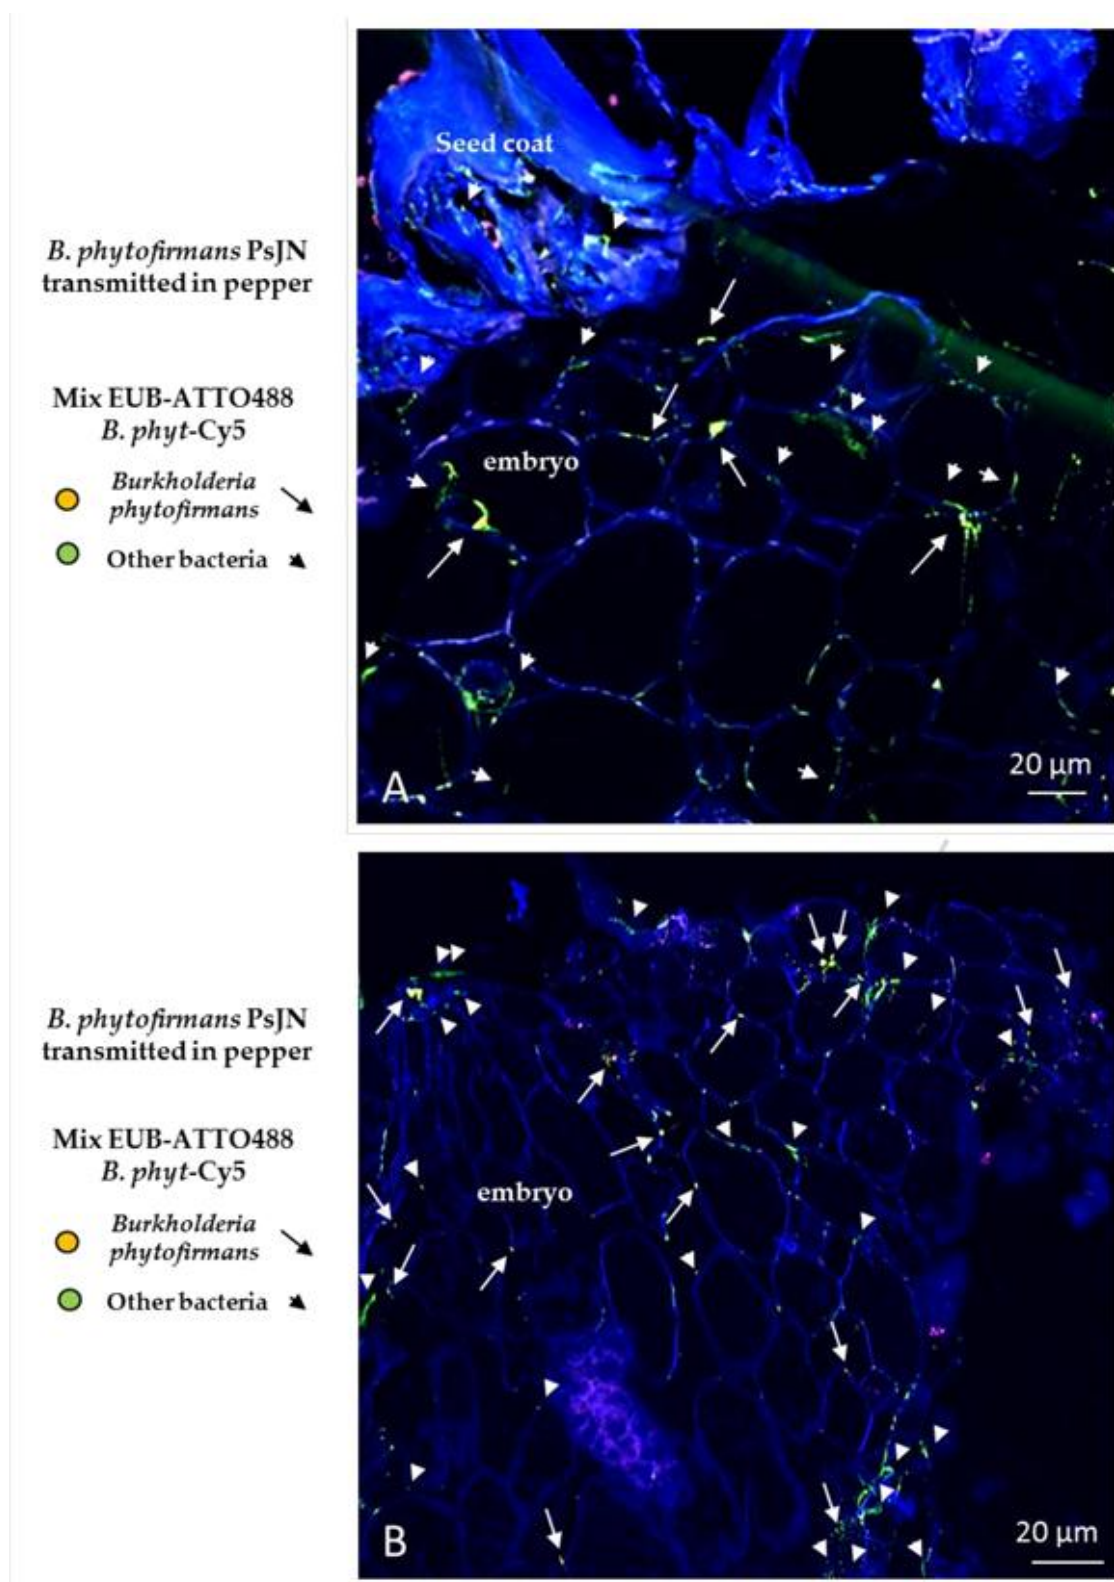 B. phytofirmans PsJN
transmitted in pepper
Mix EUB-ATTO488
B. phyt-Cy5
Burkholderia
phytofirmans
Other bacteria
Seed coat
embryo
20 µm
A
B. phytofirmans PsJN
transmitted in pepper
Mix EUB-ATTO488
B. phyt-Cy5
Burkholderia
phytofirmans
Other bacteria
embryo
20 µm
B